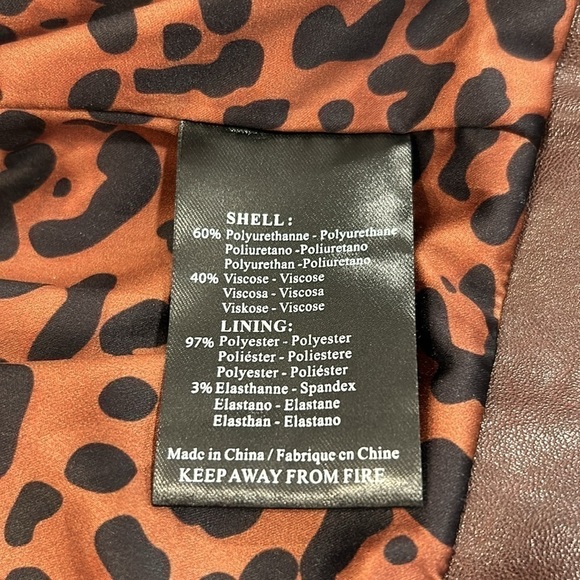 SHELL :
60% Polyurethanne - Polyurethane
Poliuretano - Poliuretano
Polyurethan - Poliuretano
40% Viscose - Viscose
Viscosa - Viscosa
Viskose - Viscose
LINING:
97% Polyester - Polyester
Poliéster - Poliestere
Polyester - Poliéster
3% Elasthanne - Spandex
Elastano - Elastane
Elasthan - Elastano
Made in China / Fabrique en Chine
KEEP AWAY FROM FIRE